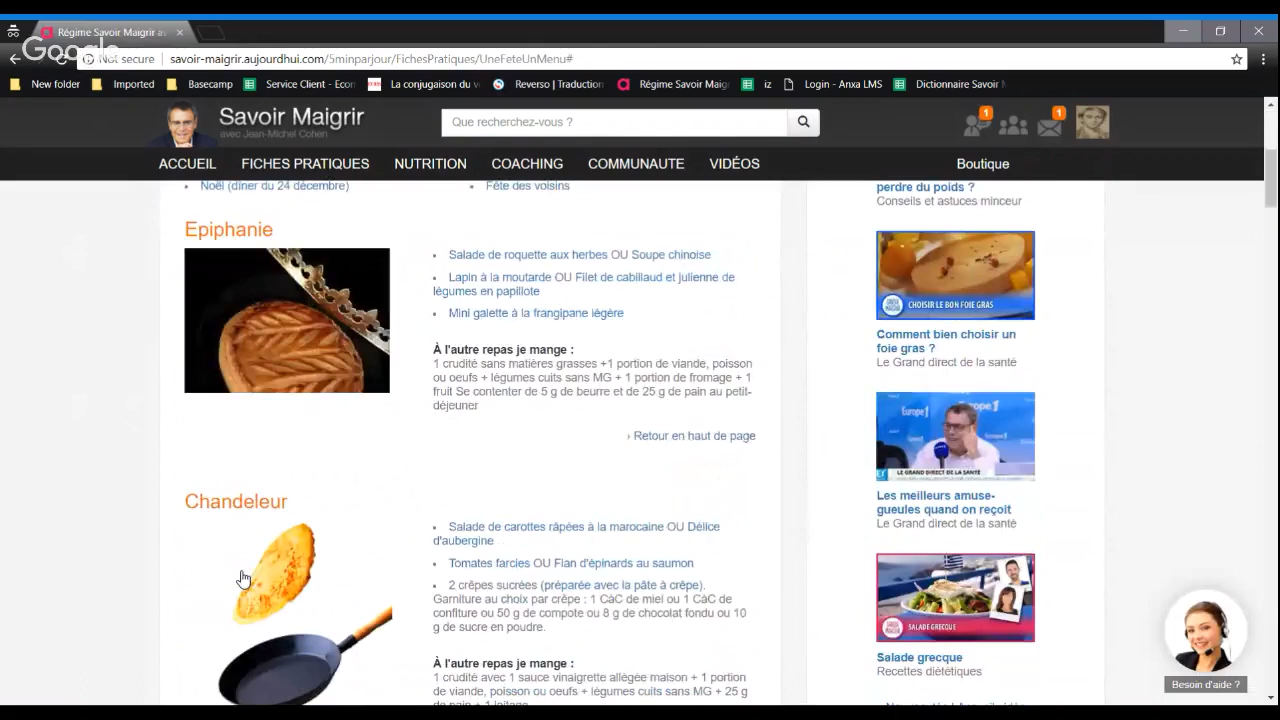 Régime Savoir Maigrir av
Google
Not secure
savoir-maigrir.aujourdhui.com/5minparjour/FichesPratiques/UneFeteUnMenu#
New folder
Imported
Basecamp
Service Client - Econ
La conjugaison du v
Reverso | Traduction
Régime Savoir Maig
iz
Login - Anxa LMS
Dictionnaire Savoir
Savoir Maigrir
avec Jean-Michel Cohen
Que recherchez-vous ?
1
1
ACCUEIL
FICHES PRATIQUES
NUTRITION
COACHING
COMMUNAUTE
VIDÉOS
Boutique
Noël (dîner du 24 décembre)
Fête des voisins
Epiphanie
Salade de roquette aux herbes OU Soupe chinoise
Lapin à la moutarde OU Filet de cabillaud et julienne de
légumes en papillote
Mini galette à la frangipane légère
À l'autre repas je mange :
1 crudité sans matières grasses +1 portion de viande, poisson
ou oeufs + légumes cuits sans MG + 1 portion de fromage + 1
fruit Se contenter de 5 g de beurre et de 25 g de pain au petit-
déjeuner
› Retour en haut de page
Chandeleur
Salade de carottes râpées à la marocaine OU Délice
d'aubergine
Tomates farcies OU Flan d'épinards au saumon
2 crêpes sucrées (préparée avec la pâte à crêpe).
Garniture au choix par crêpe : 1 CàC de miel ou 1 CàC de
confiture ou 50 g de compote ou 8 g de chocolat fondu ou 10
g de sucre en poudre.
À l'autre repas je mange :
1 crudité avec 1 sauce vinaigrette allégée maison + 1 portion
de viande, poisson ou oeufs + légumes cuits sans MG + 25 g
de pain + 1 laitage
perdre du poids ?
Conseils et astuces minceur
CHOISIR LE BON FOIE GRAS
Comment bien choisir un
foie gras ?
Le Grand direct de la santé
Europe1
LE GRAND DIRECT DE LA SANTÉ
Les meilleurs amuse-
gueules quand on reçoit
Le Grand direct de la santé
SALADE GRECQUE
Salade grecque
Recettes diététiques
Besoin d'aide ?